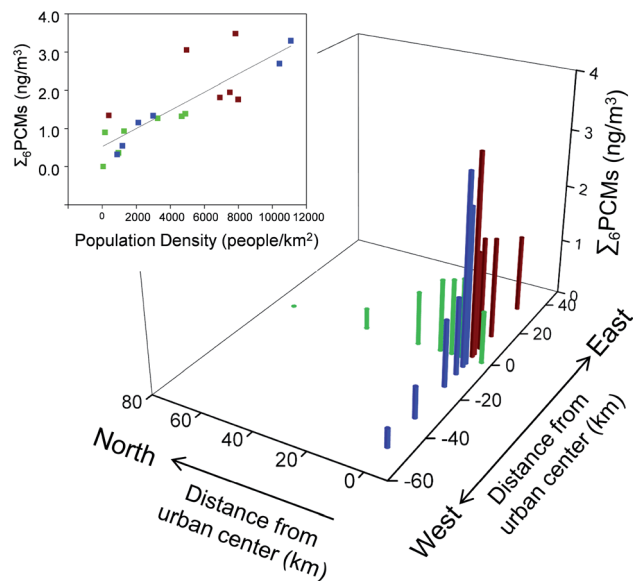 4.0
3.0
2.0
1.0
0.0
Σ₆PCMs (ng/m³)
0 2000 4000 6000 8000 10000 12000
Population Density (people/km²)
4
3
2
1
0
Σ₆PCMs (ng/m³)
40
20
0
-20
-40
-60
East
West
Distance from
urban center (km)
80
60
40
20
0
North
Distance from
urban center (km)